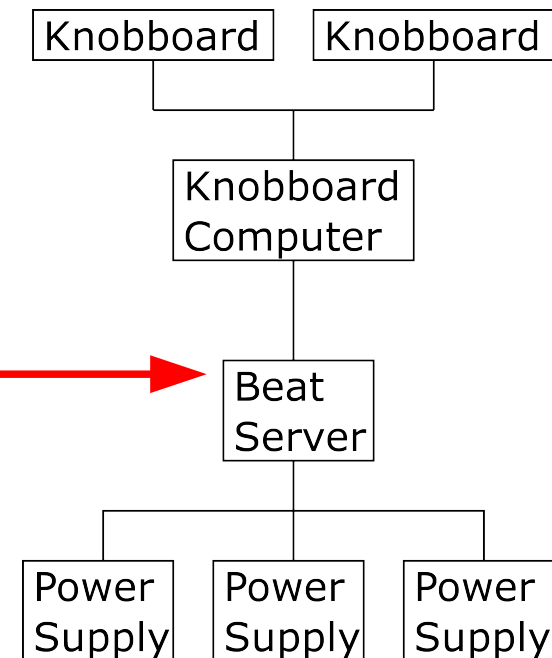 Knobboard
Knobboard
Knobboard
Computer
Beat
Server
Power
Supply
Power
Supply
Power
Supply